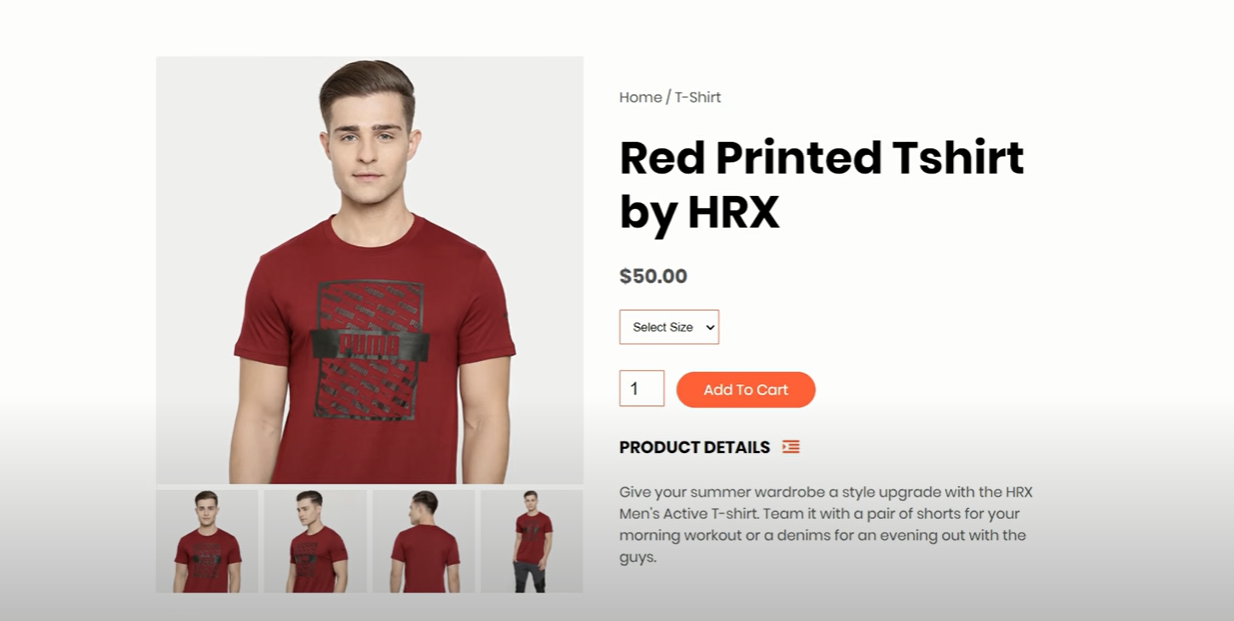 Home / T-Shirt
Red Printed Tshirt
by HRX
$50.00
Select Size
1
Add To Cart
PRODUCT DETAILS
Give your summer wardrobe a style upgrade with the HRX
Men's Active T-shirt. Team it with a pair of shorts for your
morning workout or a denims for an evening out with the
guys.
PUMA